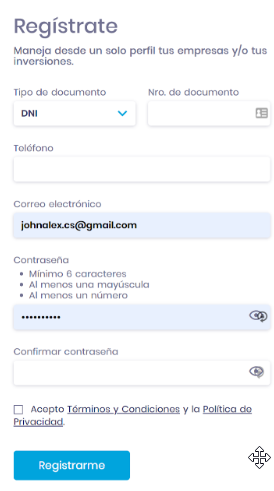 Regístrate
Maneja desde un solo perfil tus empresas y/o tus
inversiones.
Tipo de documento
Nro. de documento
DNI
Teléfono
Correo electrónico
johnalex.cs@gmail.com
Contraseña
• Mínimo 6 caracteres
• Al menos una mayúscula
• Al menos un número
••••••••••
Confirmar contraseña
Acepto Términos y Condiciones y la Política de
Privacidad.
Registrarme